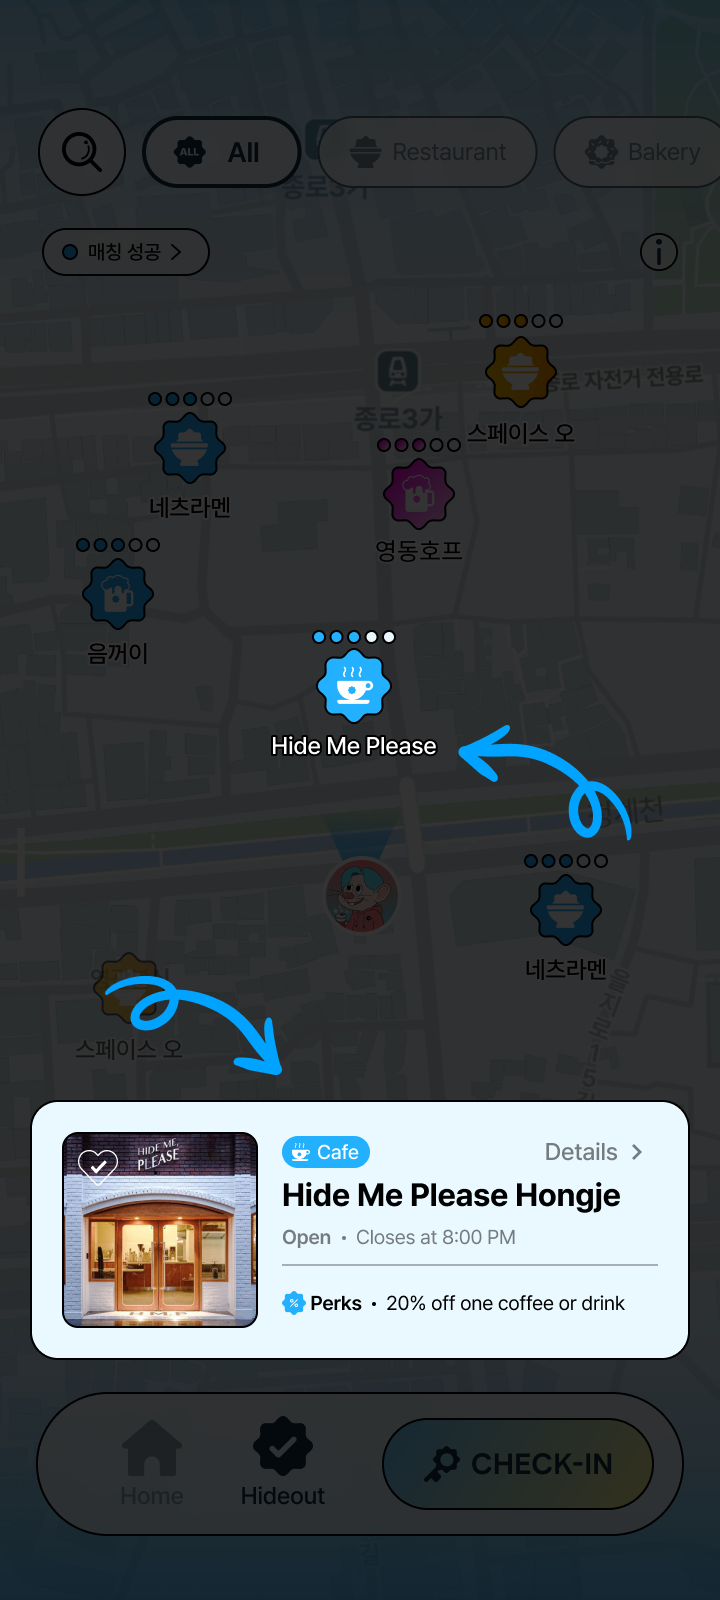 ALL All
Restaurant
Bakery
종로3가
매칭 성공
종로 자전거 전용로
종로3가
스페이스 오
네츠라멘
영동호프
음꺼이
Hide Me Please
네츠라멘
을지로15길
스페이스 오
HIDE ME,
PLEASE
Cafe
Details
Hide Me Please Hongje
Open • Closes at 8:00 PM
Perks • 20% off one coffee or drink
H M P
Home
Hideout
CHECK-IN
길